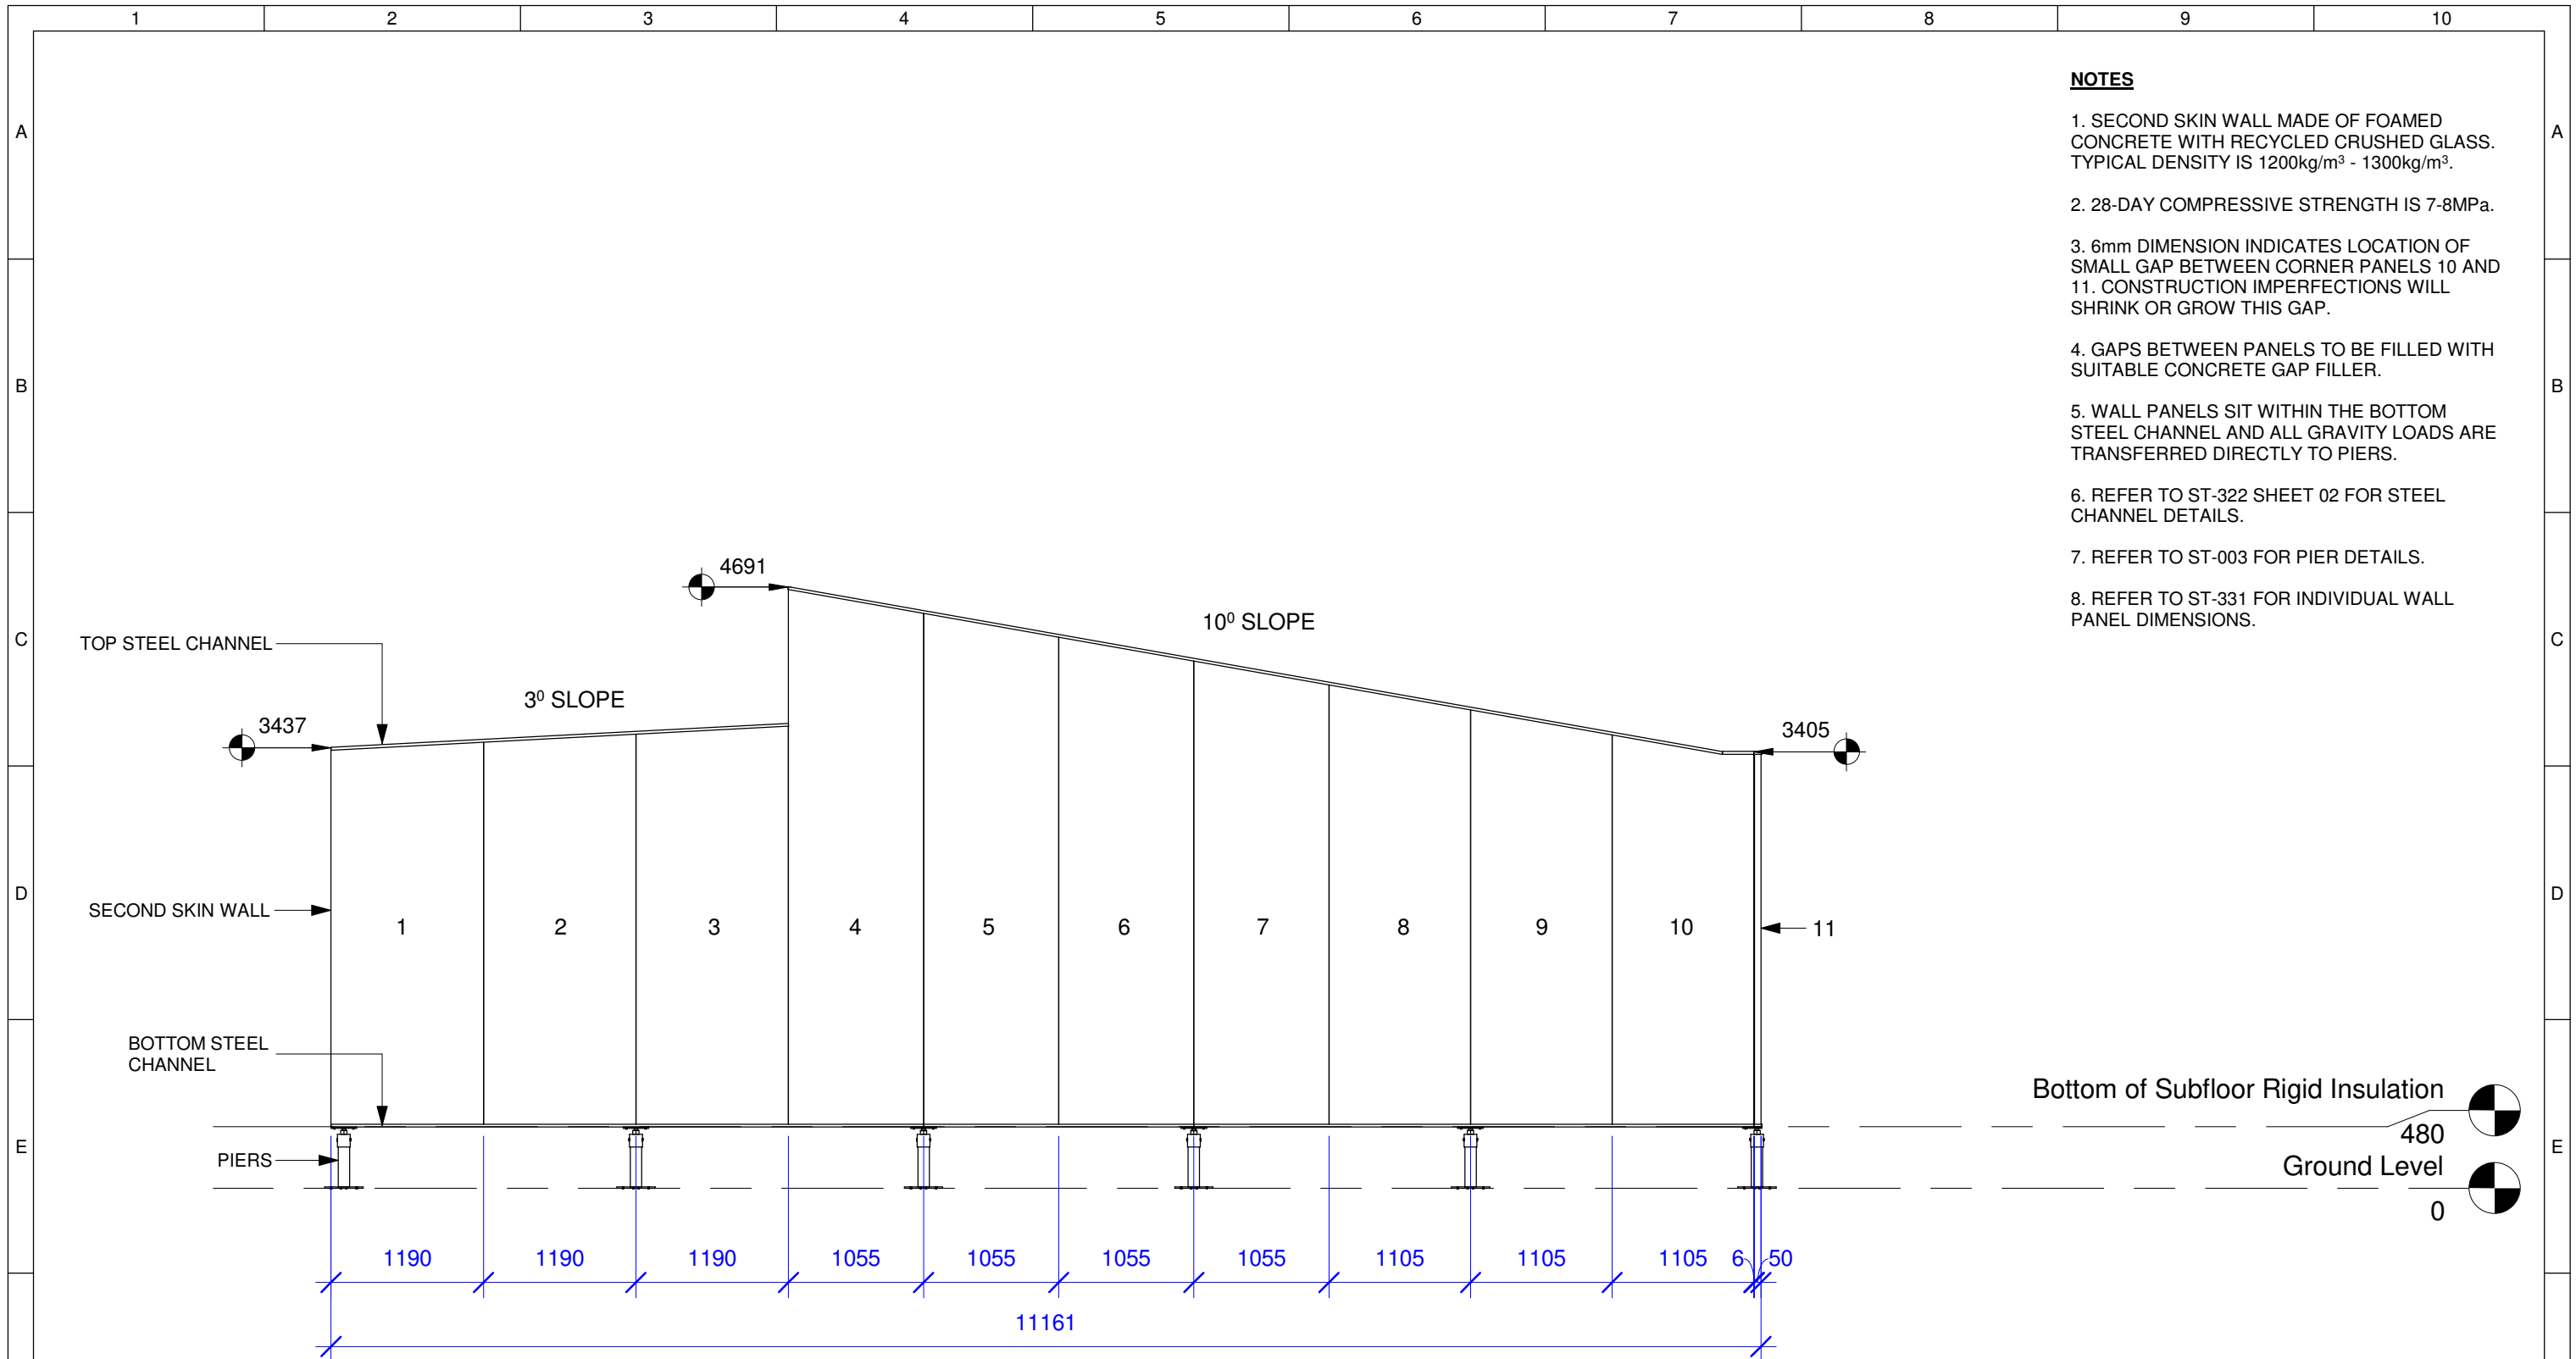 1 2 3 4 5 6 7 8 9 10
NOTES
1. SECOND SKIN WALL MADE OF FOAMED
CONCRETE WITH RECYCLED CRUSHED GLASS.
TYPICAL DENSITY IS 1200kg/m³ - 1300kg/m³.
2. 28-DAY COMPRESSIVE STRENGTH IS 7-8MPa.
3. 6mm DIMENSION INDICATES LOCATION OF
SMALL GAP BETWEEN CORNER PANELS 10 AND
11. CONSTRUCTION IMPERFECTIONS WILL
SHRINK OR GROW THIS GAP.
4. GAPS BETWEEN PANELS TO BE FILLED WITH
SUITABLE CONCRETE GAP FILLER.
5. WALL PANELS SIT WITHIN THE BOTTOM
STEEL CHANNEL AND ALL GRAVITY LOADS ARE
TRANSFERRED DIRECTLY TO PIERS.
6. REFER TO ST-322 SHEET 02 FOR STEEL
CHANNEL DETAILS.
7. REFER TO ST-003 FOR PIER DETAILS.
8. REFER TO ST-331 FOR INDIVIDUAL WALL
PANEL DIMENSIONS.
A A
B B
C C
D D
E E
4691
10⁰ SLOPE
TOP STEEL CHANNEL
3⁰ SLOPE
3437
3405
SECOND SKIN WALL
1 2 3 4 5 6 7 8 9 10 11
BOTTOM STEEL
CHANNEL
PIERS
Bottom of Subfloor Rigid Insulation
480
Ground Level
0
1190 1190 1190 1055 1055 1055 1055 1105 1105 1105 6 50
11161